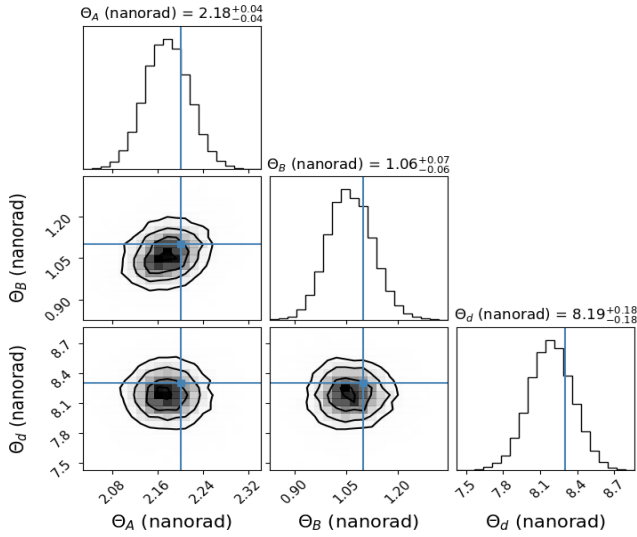 Θ_A (nanorad) = 2.18^{+0.04}_{-0.04}
Θ_B (nanorad) = 1.06^{+0.07}_{-0.06}
Θ_d (nanorad) = 8.19^{+0.18}_{-0.18}
Θ_B (nanorad)
1.20
1.05
0.90
Θ_d (nanorad)
8.7
8.4
8.1
7.8
7.5
2.08 2.16 2.24 2.32
Θ_A (nanorad)
0.90 1.05 1.20
Θ_B (nanorad)
7.5 7.8 8.1 8.4 8.7
Θ_d (nanorad)